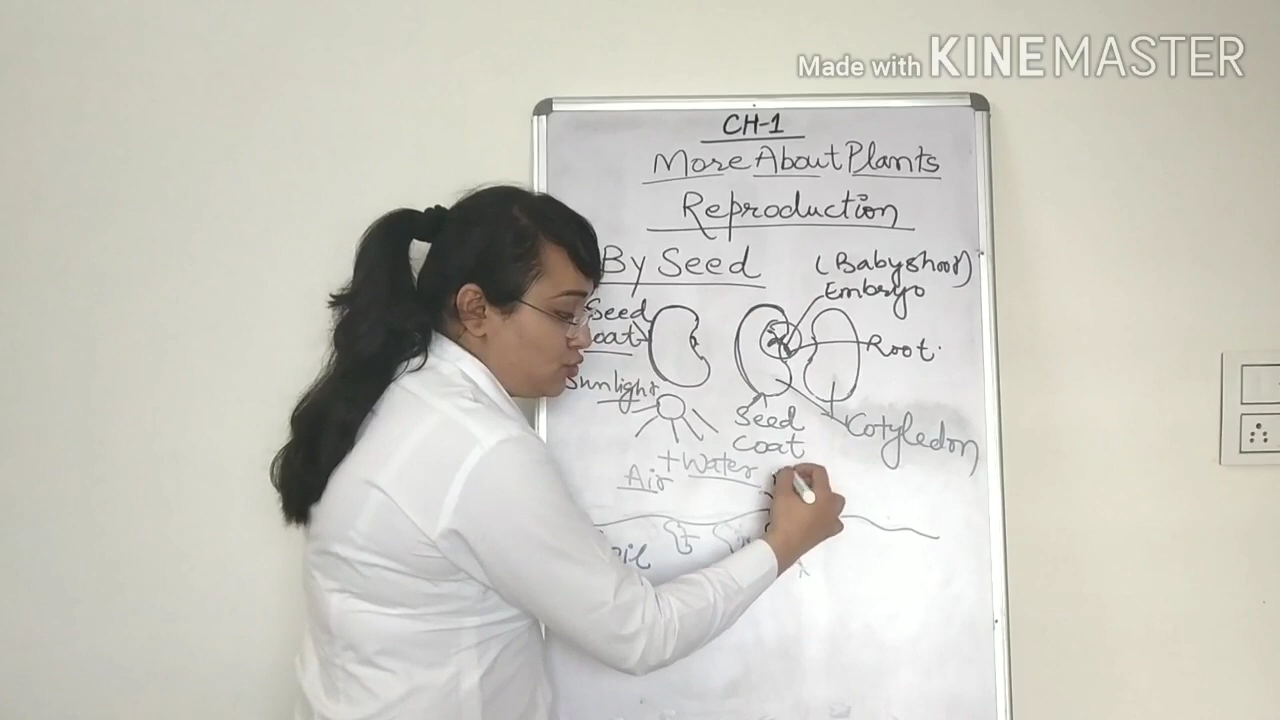 Made with KINEMASTER
CH-1
More About Plants
Reproduction
By Seed
(Babyshoot)
Embryo
Seed
Coat
Root.
Sunlight
Seed
Coat
Cotyledon
+ Water
Air